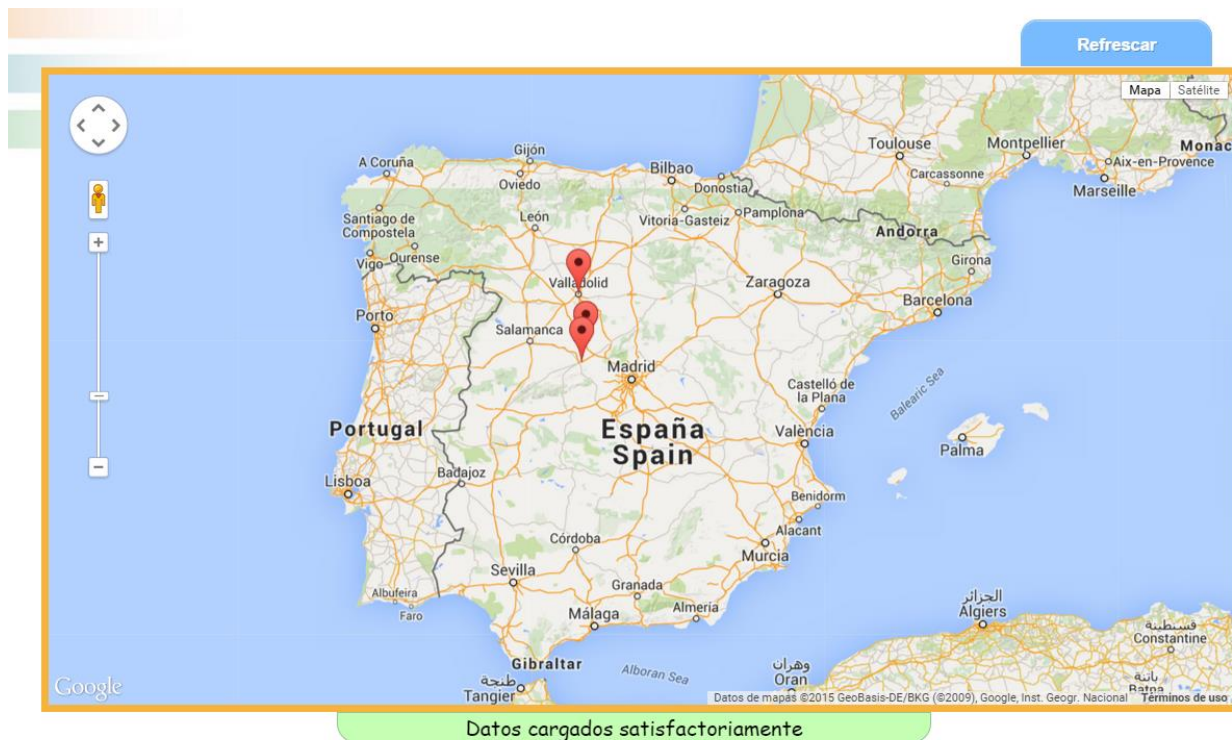 Refrescar
Mapa Satélite
Toulouse
Montpellier
Monac
Aix-en-Provence
Carcassonne
Marseille
Gijón
A Coruña
Bilbao
Oviedo
Donostia
Santiago de
Compostela
León
Vitoria-Gasteiz
Pamplona
Andorra
Vigo
Ourense
Girona
Valladolid
Zaragoza
Barcelona
Porto
Salamanca
Madrid
Castelló de
la Plana
Balearic Sea
Portugal
España
Spain
València
Palma
Badajoz
Lisboa
Benidorm
Alacant
Córdoba
Murcia
Sevilla
Granada
Albufeira
Faro
Almería
Málaga
الجزائر
Algiers
قسنطينة
Constantine
Gibraltar
Alboran Sea
وهران
Oran
طنجة
Tangier
باتنة
Batna
Google
Datos de mapas ©2015 GeoBasis-DE/BKG (©2009), Google, Inst. Geogr. Nacional Términos de uso
Datos cargados satisfactoriamente